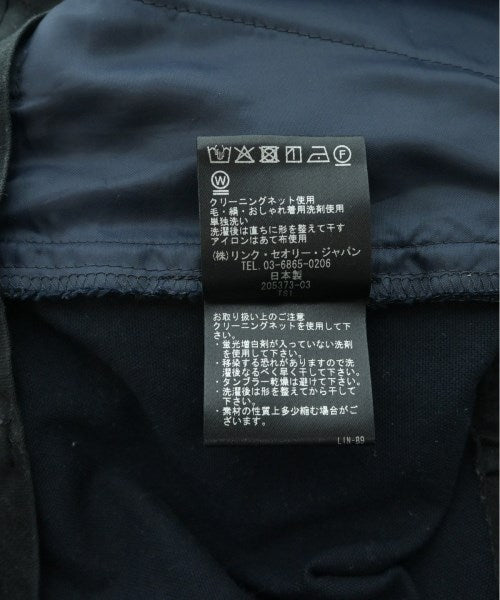 W
クリーニングネット使用
毛・絹・おしゃれ着用洗剤使用
単独洗い
洗濯後は直ちに形を整えて干す
アイロンはあて布使用
(株)リンク・セオリー・ジャパン
TEL. 03-6865-0206
日本製
205373-03
TST
お取り扱い上のご注意
クリーニングネットを使用して下
さい。
・蛍光増白剤が入っていない洗剤
を使用して下さい。
・移染する恐れがありますので洗
濯後なるべく早く干して下さい。
・タンブラー乾燥は避けて下さい。
・洗濯後は形を整えてから干して
下さい。
・素材の性質上多少縮む場合がご
ざいます。
LIN-89